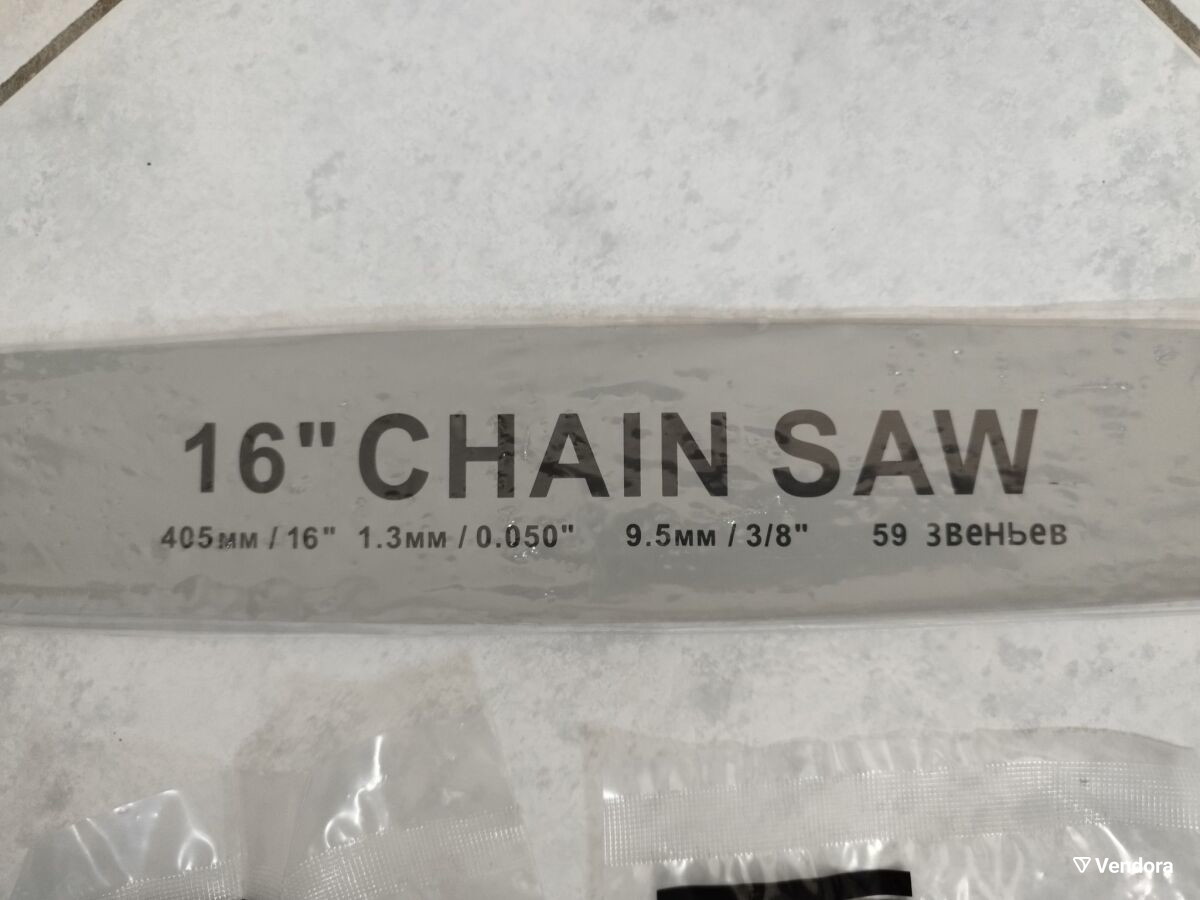 16" CHAIN SAW
405мм / 16" 1.3мм / 0.050" 9.5мм / 3/8" 59 звеньев
Vendora